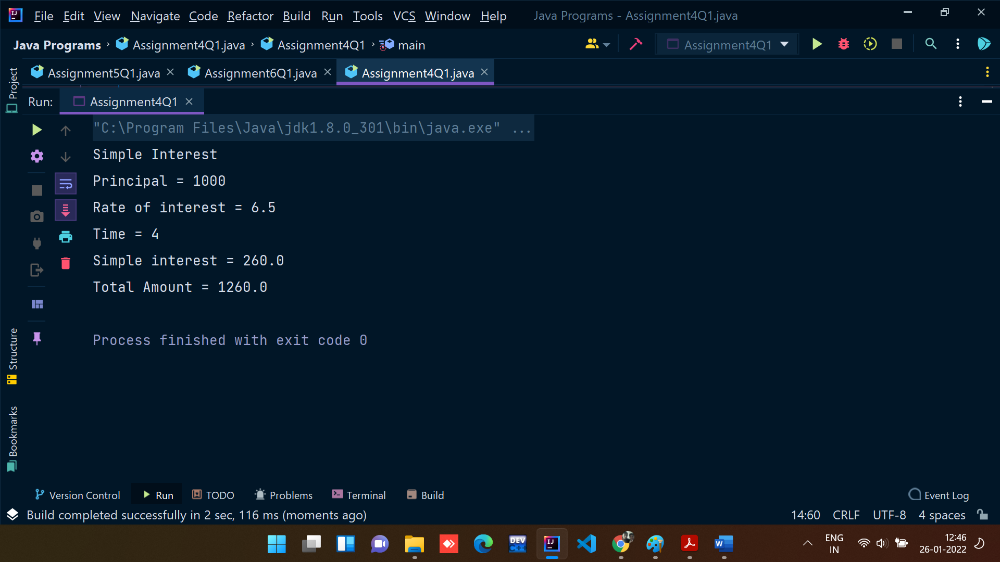 File Edit View Navigate Code Refactor Build Run Tools VCS Window Help Java Programs - Assignment4Q1.java
Java Programs › Assignment4Q1.java › Assignment4Q1 › main Assignment4Q1
Assignment5Q1.java Assignment6Q1.java Assignment4Q1.java
Project
Run: Assignment4Q1
"C:\Program Files\Java\jdk1.8.0_301\bin\java.exe" ...
Simple Interest
Principal = 1000
Rate of interest = 6.5
Time = 4
Simple interest = 260.0
Total Amount = 1260.0
Process finished with exit code 0
Structure
Bookmarks
Version Control Run TODO Problems Terminal Build Event Log
Build completed successfully in 2 sec, 116 ms (moments ago) 14:60 CRLF UTF-8 4 spaces
DEV C++ IJ W
ENG 12:46
IN 26-01-2022